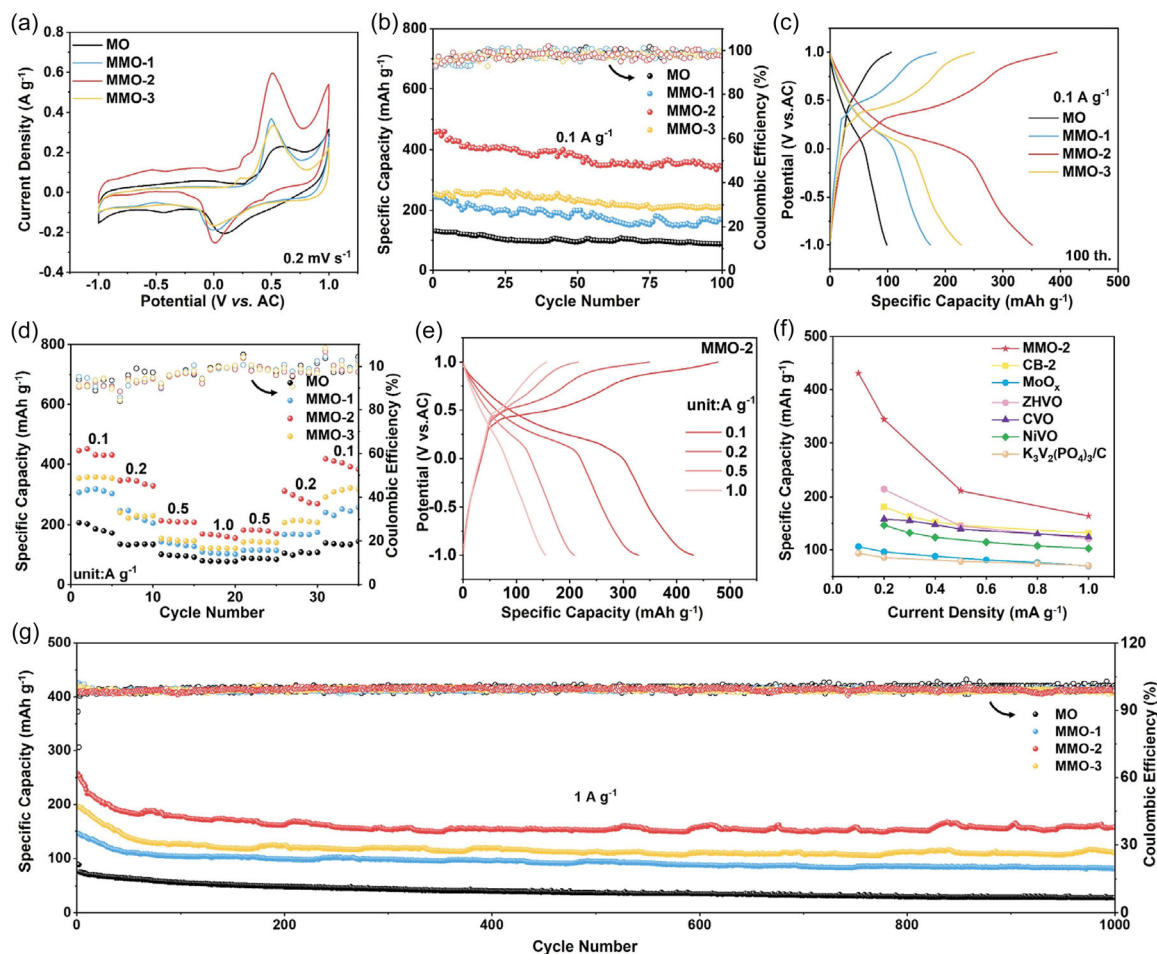 (a)
MO
MMO-1
MMO-2
MMO-3
Current Density (A g⁻¹)
0.8
0.6
0.4
0.2
0.0
-0.2
-0.4
0.2 mV s⁻¹
-1.0 -0.5 0.0 0.5 1.0
Potential (V vs. AC)
(b)
Specific Capacity (mAh g⁻¹)
800
600
400
200
0
MO
MMO-1
MMO-2
MMO-3
0.1 A g⁻¹
100
80
60
40
20
0
Coulombic Efficiency (%)
0 25 50 75 100
Cycle Number
(c)
Potential (V vs.AC)
1.0
0.5
0.0
-0.5
-1.0
0.1 A g⁻¹
MO
MMO-1
MMO-2
MMO-3
100 th.
0 100 200 300 400 500
Specific Capacity (mAh g⁻¹)
(d)
Specific Capacity (mAh g⁻¹)
800
600
400
200
0
MO
MMO-1
MMO-2
MMO-3
0.1
0.2
0.5
1.0
0.5
0.2
0.1
unit:A g⁻¹
100
80
60
40
20
0
Coulombic Efficiency (%)
0 10 20 30
Cycle Number
(e)
Potential (V vs.AC)
1.0
0.5
0.0
-0.5
-1.0
MMO-2
unit:A g⁻¹
0.1
0.2
0.5
1.0
0 100 200 300 400 500
Specific Capacity (mAh g⁻¹)
(f)
Specific Capacity (mAh g⁻¹)
500
400
300
250
200
150
100
50
MMO-2
CB-2
MoOₓ
ZHVO
CVO
NiVO
K₃V₂(PO₄)₃/C
0.2 0.4 0.6 0.8 1.0
Current Density (mA g⁻¹)
(g)
Specific Capacity (mAh g⁻¹)
500
400
300
200
100
0
MO
MMO-1
MMO-2
MMO-3
1 A g⁻¹
120
90
60
30
0
Coulombic Efficiency (%)
0 200 400 600 800 1000
Cycle Number